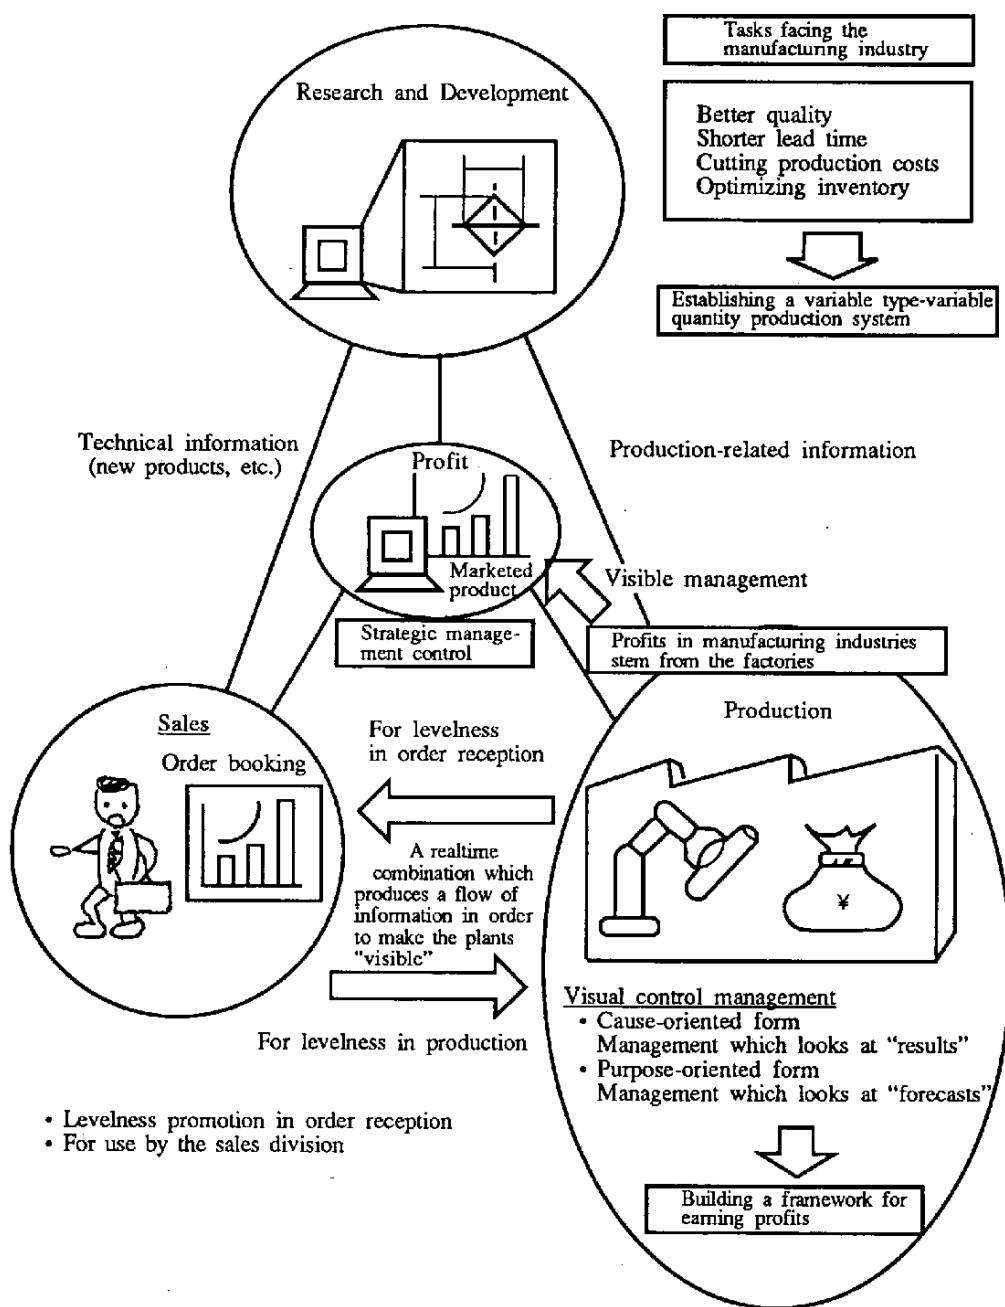 Tasks facing the
manufacturing industry
Research and Development
Better quality
Shorter lead time
Cutting production costs
Optimizing inventory
Establishing a variable type-variable
quantity production system
Technical information
(new products, etc.)
Production-related information
Profit
Marketed
product
Visible management
Strategic manage-
ment control
Profits in manufacturing industries
stem from the factories
Sales
Order booking
For levelness
in order reception
Production
A realtime
combination which
produces a flow of
information in order
to make the plants
"visible"
¥
For levelness in production
Visual control management
• Cause-oriented form
Management which looks at "results"
• Purpose-oriented form
Management which looks at "forecasts"
• Levelness promotion in order reception
• For use by the sales division
Building a framework for
earning profits